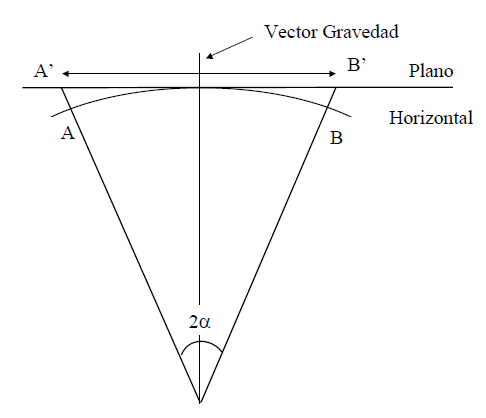 Vector Gravedad
A’
B’
Plano
Horizontal
A
B
2α